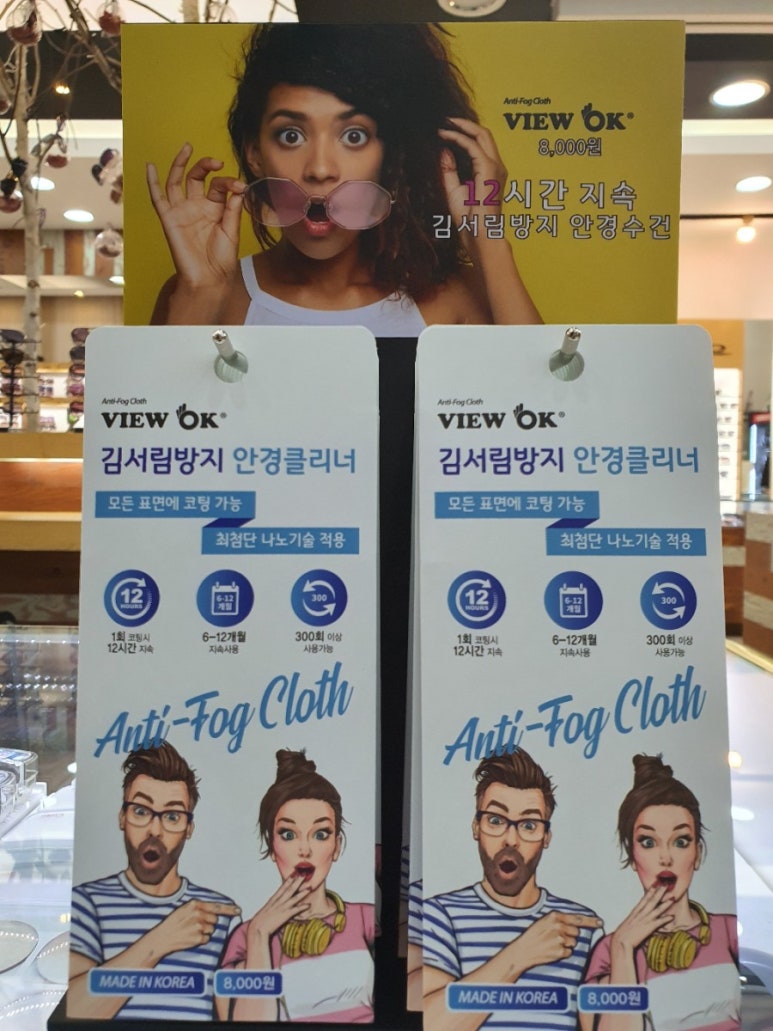 Anti-Fog Cloth
VIEW OK®
8,000원
12시간 지속
김서림방지 안경수건
Anti-Fog Cloth
VIEW OK®
김서림방지 안경클리너
모든 표면에 코팅 가능
최첨단 나노기술 적용
12
HOURS
6-12
개월
300
1회 코팅시
12시간 지속
6–12개월
지속사용
300회 이상
사용가능
Anti-Fog Cloth
MADE IN KOREA
8,000원
Anti-Fog Cloth
VIEW OK®
김서림방지 안경클리너
모든 표면에 코팅 가능
최첨단 나노기술 적용
12
HOURS
6-12
개월
300
1회 코팅시
12시간 지속
6–12개월
지속사용
300회 이상
사용가능
Anti-Fog Cloth
MADE IN KOREA
8,000원